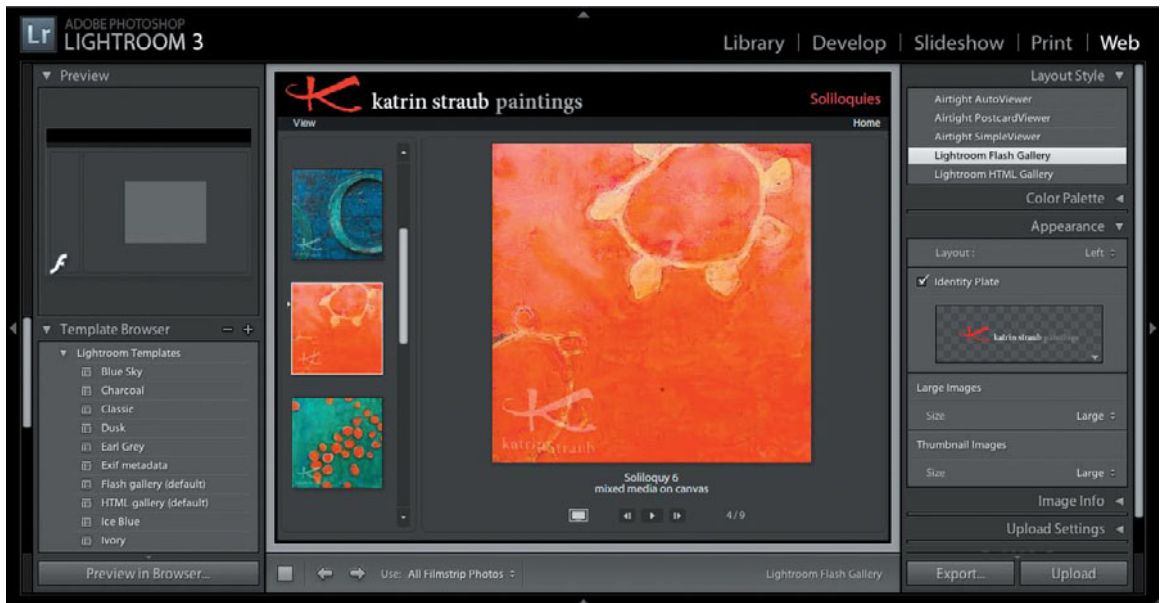 Lr
ADOBE PHOTOSHOP
LIGHTROOM 3
Library | Develop | Slideshow | Print | Web
Preview
Template Browser
Lightroom Templates
Blue Sky
Charcoal
Classic
Dusk
Earl Grey
Exif metadata
Flash gallery (default)
HTML gallery (default)
Ice Blue
Ivory
Preview in Browser...
K katrin straub paintings
Soliloquies
View
Home
K
katrin straub
Soliloquy 6
mixed media on canvas
4/9
Use: All Filmstrip Photos
Lightroom Flash Gallery
Layout Style
Airtight AutoViewer
Airtight PostcardViewer
Airtight SimpleViewer
Lightroom Flash Gallery
Lightroom HTML Gallery
Color Palette
Appearance
Layout : Left
Identity Plate
katrin straub paintings
Large Images
Size Large
Thumbnail Images
Size Large
Image Info
Upload Settings
Export...
Upload